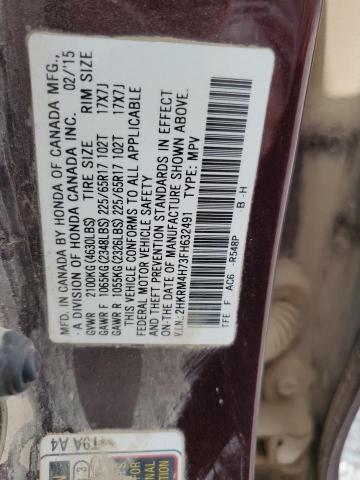 MFD. IN CANADA BY HONDA OF CANADA MFG.,
A DIVISION OF HONDA CANADA INC. 02/'15
GVWR 2100KG(4630LBS) TIRE SIZE RIM SIZE
GAWR F 1065KG(2348LBS) 225/65R17 102T 17X7J
GAWR R 1055KG(2326LBS) 225/65R17 102T 17X7J
THIS VEHICLE CONFORMS TO ALL APPLICABLE
FEDERAL MOTOR VEHICLE SAFETY
AND THEFT PREVENTION STANDARDS IN EFFECT
ON THE DATE OF MANUFACTURE SHOWN ABOVE.
V.I.N.:2HKRM4H73FH632491 TYPE: MPV
TFE F AC6 -R548P -B -H
T9A A4